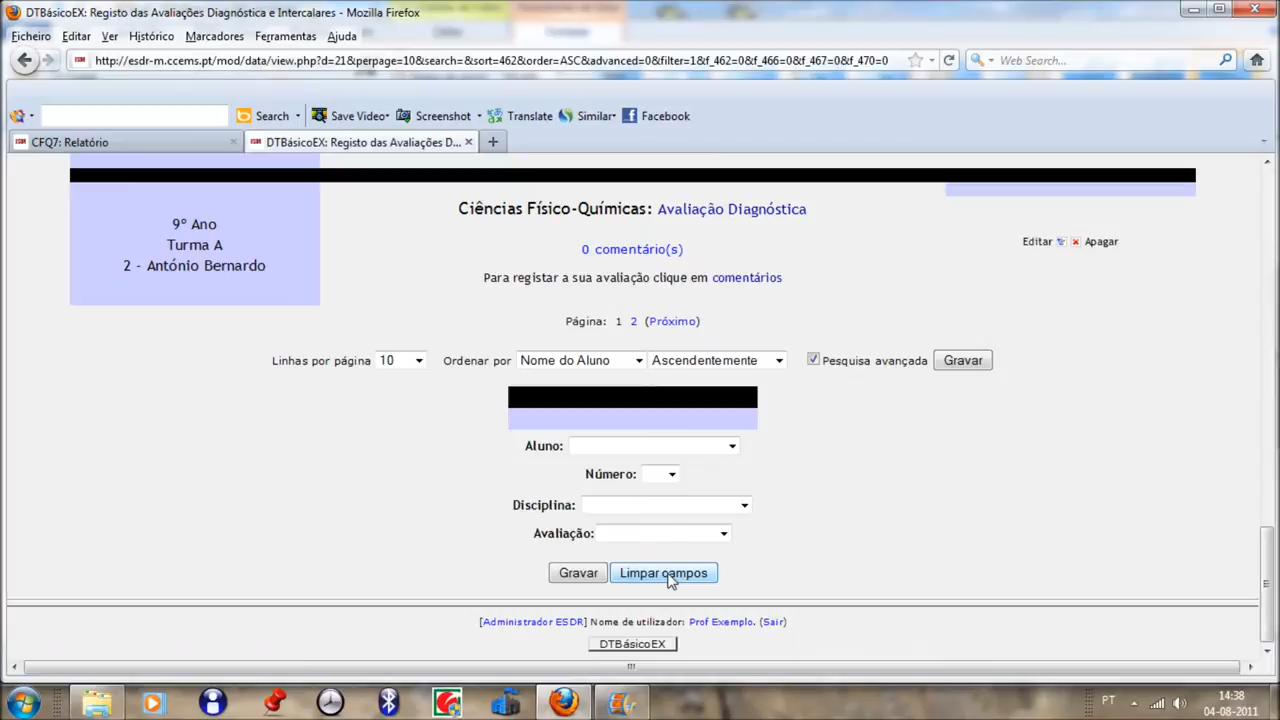 DTBásicoEX: Registo das Avaliações Diagnóstica e Intercalares - Mozilla Firefox
Ficheiro Editar Ver Histórico Marcadores Ferramentas Ajuda
http://esdr-m.ccems.pt/mod/data/view.php?d=21&perpage=10&search=&sort=462&order=ASC&advanced=0&filter=1&f_462=0&f_466=0&f_467=0&f_470=0 Web Search...
Search Save Video Screenshot Translate Similar Facebook
CFQ7: Relatório DTBásicoEX: Registo das Avaliações D...
Ciências Físico-Químicas: Avaliação Diagnóstica
9º Ano
Turma A
2 - António Bernardo
0 comentário(s)
Editar Apagar
Para registar a sua avaliação clique em comentários
Página: 1 2 (Próximo)
Linhas por página 10 Ordenar por Nome do Aluno Ascendentemente Pesquisa avançada Gravar
Aluno:
Número:
Disciplina:
Avaliação:
Gravar Limpar campos
[Administrador ESDR] Nome de utilizador: Prof Exemplo. (Sair)
DTBásicoEX
PT 14:38
04-08-2011